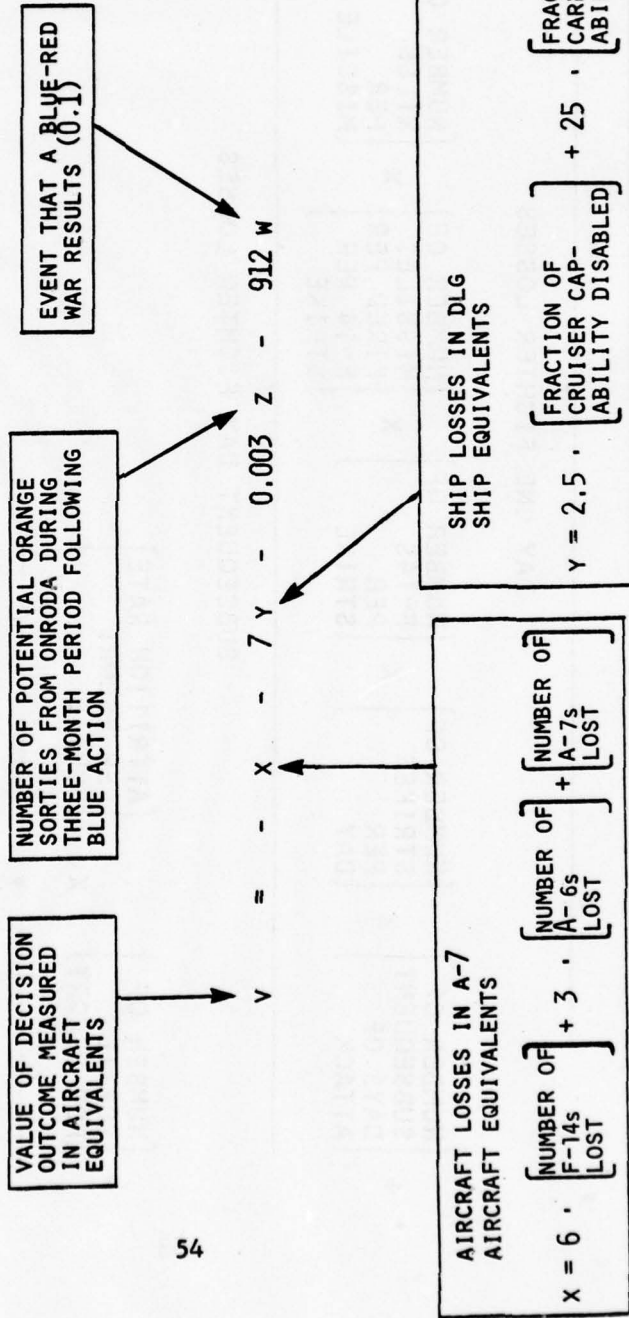 VALUE OF DECISION
OUTCOME MEASURED
IN AIRCRAFT
EQUIVALENTS
NUMBER OF POTENTIAL ORANGE
SORTIES FROM ONRODA DURING
THREE-MONTH PERIOD FOLLOWING
BLUE ACTION
EVENT THAT A BLUE-RED
WAR RESULTS (0.1)
V = - X - 7 Y - 0.003 Z - 912 W
AIRCRAFT LOSSES IN A-7
AIRCRAFT EQUIVALENTS
X = 6 · [NUMBER OF
F-14s
LOST] + 3 · [NUMBER OF
A-6s
LOST] + [NUMBER OF
A-7s
LOST]
SHIP LOSSES IN DLG
SHIP EQUIVALENTS
Y = 2.5 · [FRACTION OF
CRUISER CAP-
ABILITY DISABLED] + 25 · [FRAC
CAR
ABI
54